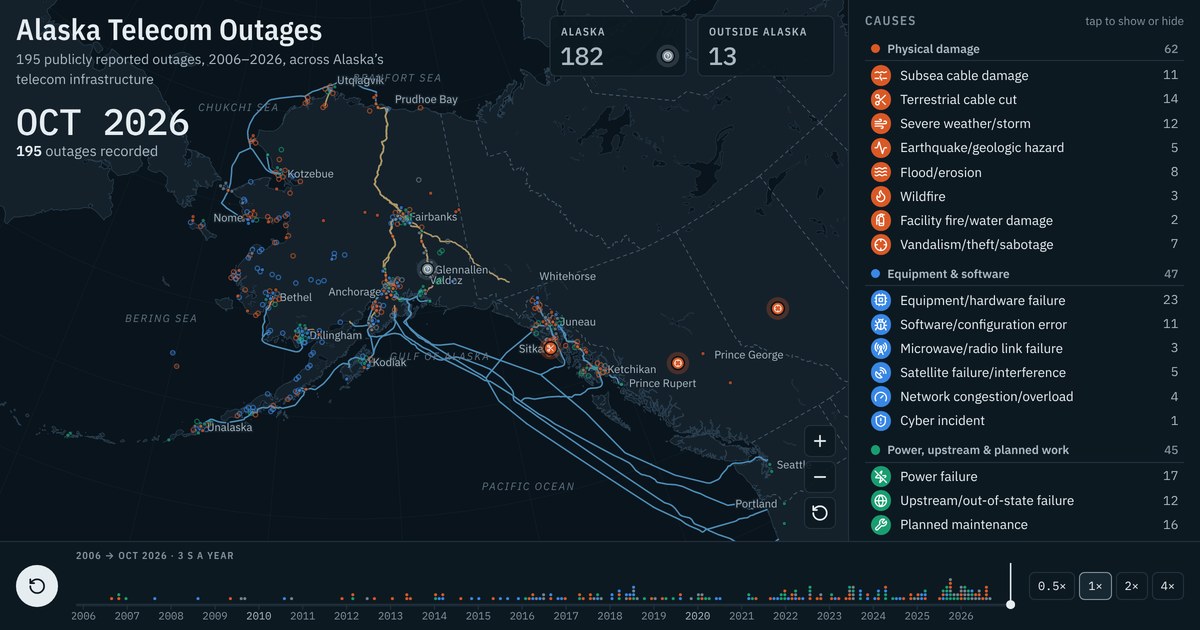 Alaska Telecom Outages
195 publicly reported outages, 2006–2026, across Alaska's
telecom infrastructure
OCT 2026
195 outages recorded
ALASKA
182
OUTSIDE ALASKA
13
CHUKCHI SEA
Utqiagvik
BEAUFORT SEA
Prudhoe Bay
Kotzebue
Nome
Fairbanks
Glennallen
Valdez
Anchorage
Whitehorse
Bethel
BERING SEA
Dillingham
Juneau
Sitka
GULF OF ALASKA
Kodiak
Ketchikan
Prince George
Prince Rupert
Unalaska
PACIFIC OCEAN
Seattl
Portland
+
−
CAUSES
tap to show or hide
Physical damage 62
Subsea cable damage 11
Terrestrial cable cut 14
Severe weather/storm 12
Earthquake/geologic hazard 5
Flood/erosion 8
Wildfire 3
Facility fire/water damage 2
Vandalism/theft/sabotage 7
Equipment & software 47
Equipment/hardware failure 23
Software/configuration error 11
Microwave/radio link failure 3
Satellite failure/interference 5
Network congestion/overload 4
Cyber incident 1
Power, upstream & planned work 45
Power failure 17
Upstream/out-of-state failure 12
Planned maintenance 16
2006 → OCT 2026 · 3 S A YEAR
2006 2007 2008 2009 2010 2011 2012 2013 2014 2015 2016 2017 2018 2019 2020 2021 2022 2023 2024 2025 2026
0.5× 1× 2× 4×